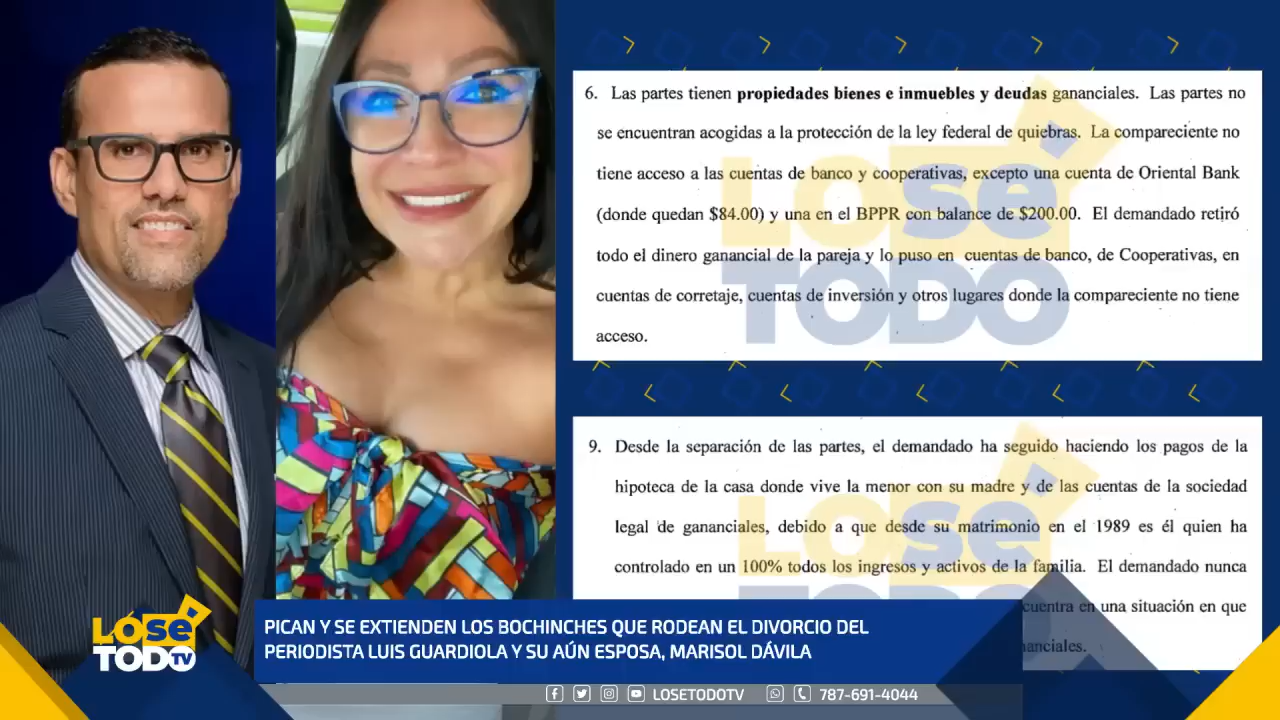 6. Las partes tienen propiedades bienes e inmuebles y deudas gananciales. Las partes no
se encuentran acogidas a la protección de la ley federal de quiebras. La compareciente no
tiene acceso a las cuentas de banco y cooperativas, excepto una cuenta de Oriental Bank
(donde quedan $84.00) y una en el BPPR con balance de $200.00. El demandado retiró
todo el dinero ganancial de la pareja y lo puso en cuentas de banco, de Cooperativas, en
cuentas de corretaje, cuentas de inversión y otros lugares donde la compareciente no tiene
acceso.
LOSé
TODO
9. Desde la separación de las partes, el demandado ha seguido haciendo los pagos de la
hipoteca de la casa donde vive la menor con su madre y de las cuentas de la sociedad
legal de gananciales, debido a que desde su matrimonio en el 1989 es él quien ha
controlado en un 100% todos los ingresos y activos de la familia. El demandado nunca
en una situación en que
LOSé
LÓSé
TODO TV
PICAN Y SE EXTIENDEN LOS BOCHINCHES QUE RODEAN EL DIVORCIO DEL
PERIODISTA LUIS GUARDIOLA Y SU AÚN ESPOSA, MARISOL DÁVILA
LOSETODOTV 787-691-4044